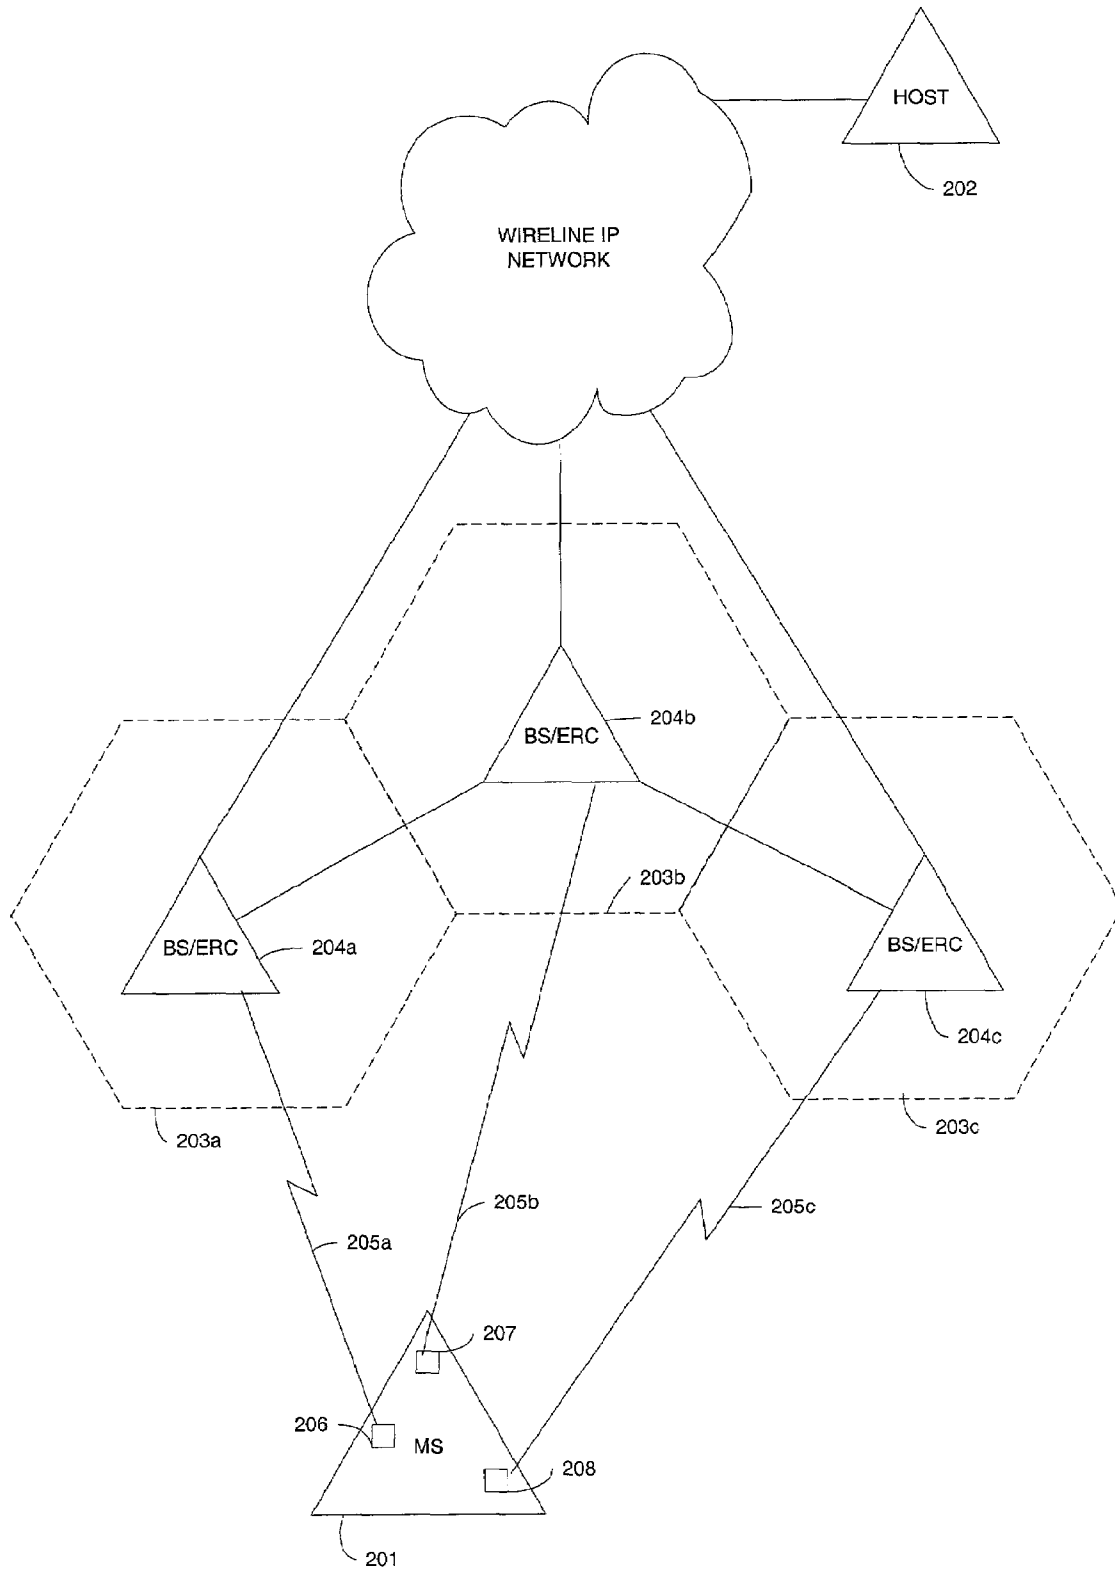 HOST
202
WIRELINE IP
NETWORK
204b
BS/ERC
203b
BS/ERC
204a
BS/ERC
204c
203a
203c
205b
205c
205a
207
206
MS
208
201